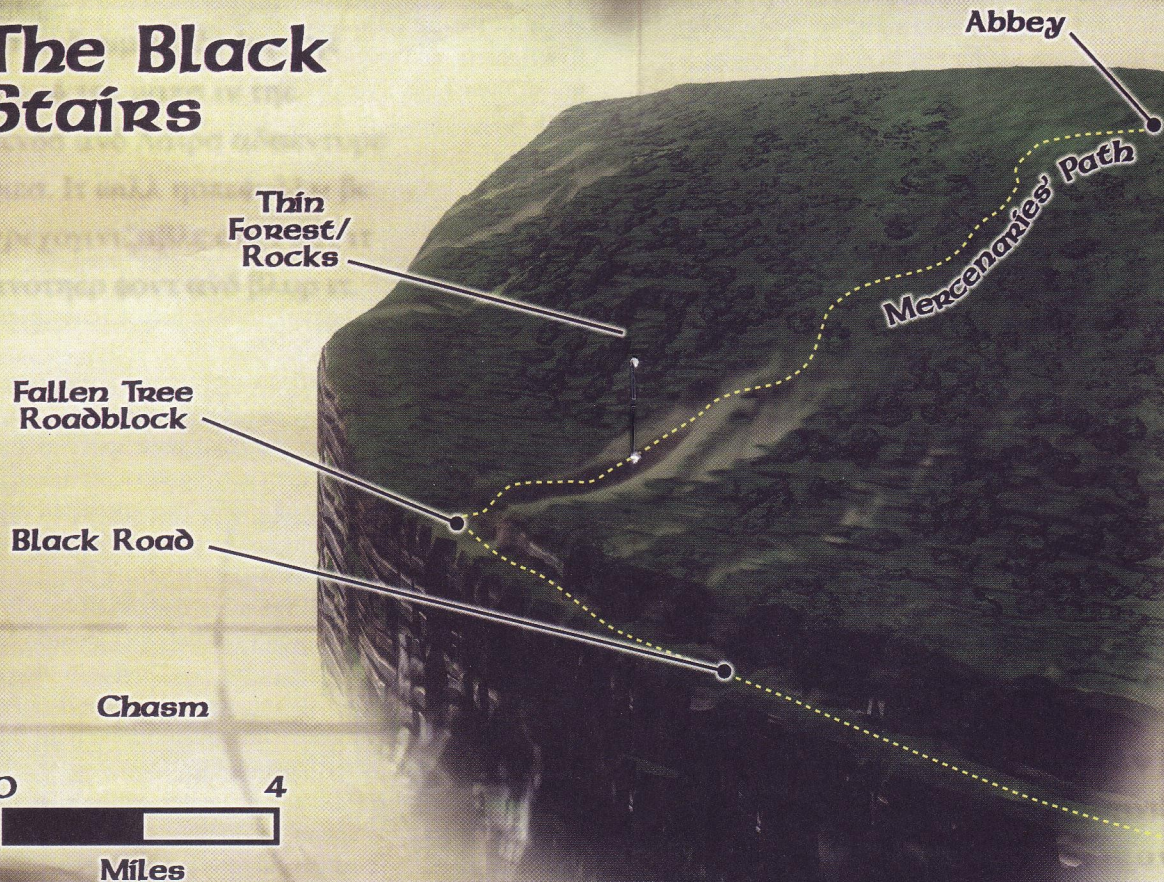 The Black
Stairs
Abbey
Mercenaries' Path
Thin
Forest/
Rocks
Fallen Tree
Roadblock
Black Road
Chasm
0 4
Miles